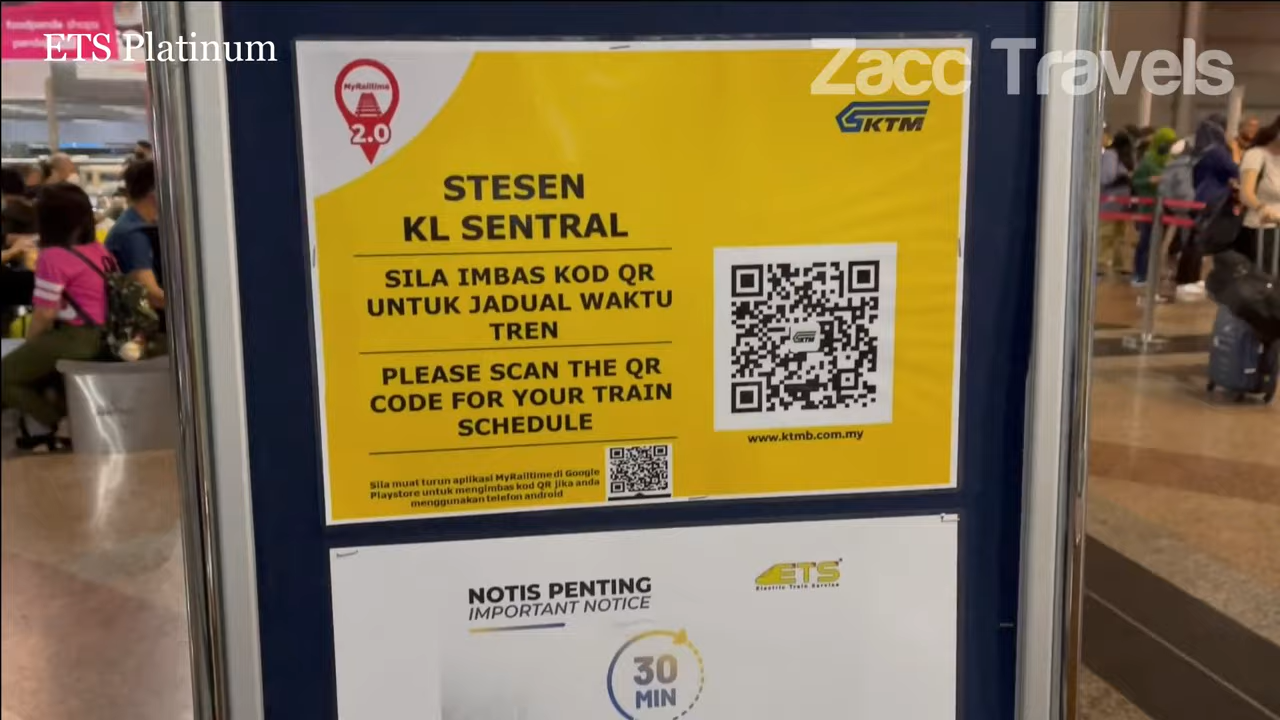 foodpanda shops
ETS Platinum
Zacc Travels
MyRailtime
2.0
KTM
STESEN
KL SENTRAL
SILA IMBAS KOD QR
UNTUK JADUAL WAKTU
TREN
PLEASE SCAN THE QR
CODE FOR YOUR TRAIN
SCHEDULE
KTM
www.ktmb.com.my
Sila muat turun aplikasi MyRailtime di Google
Playstore untuk mengimbas kod QR jika anda
menggunakan telefon android
NOTIS PENTING
IMPORTANT NOTICE
ETS
Electric Train Service
30
MIN